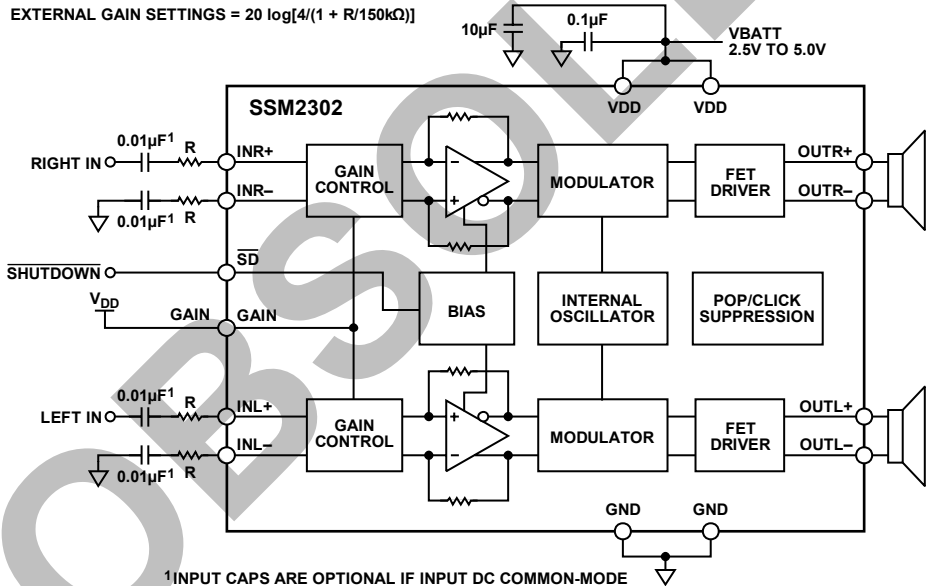 EXTERNAL GAIN SETTINGS = 20 log[4/(1 + R/150kΩ)]
10µF
0.1µF
VBATT
2.5V TO 5.0V
VDD
VDD
SSM2302
0.01µF1
R
RIGHT IN
INR+
GAIN
CONTROL
MODULATOR
FET
DRIVER
OUTR+
INR–
OUTR–
0.01µF1
R
SHUTDOWN
SD
VDD
GAIN
GAIN
BIAS
INTERNAL
OSCILLATOR
POP/CLICK
SUPPRESSION
0.01µF1
R
LEFT IN
INL+
GAIN
CONTROL
MODULATOR
FET
DRIVER
OUTL+
INL–
OUTL–
0.01µF1
R
GND
GND
1INPUT CAPS ARE OPTIONAL IF INPUT DC COMMON-MODE
OBSOLE